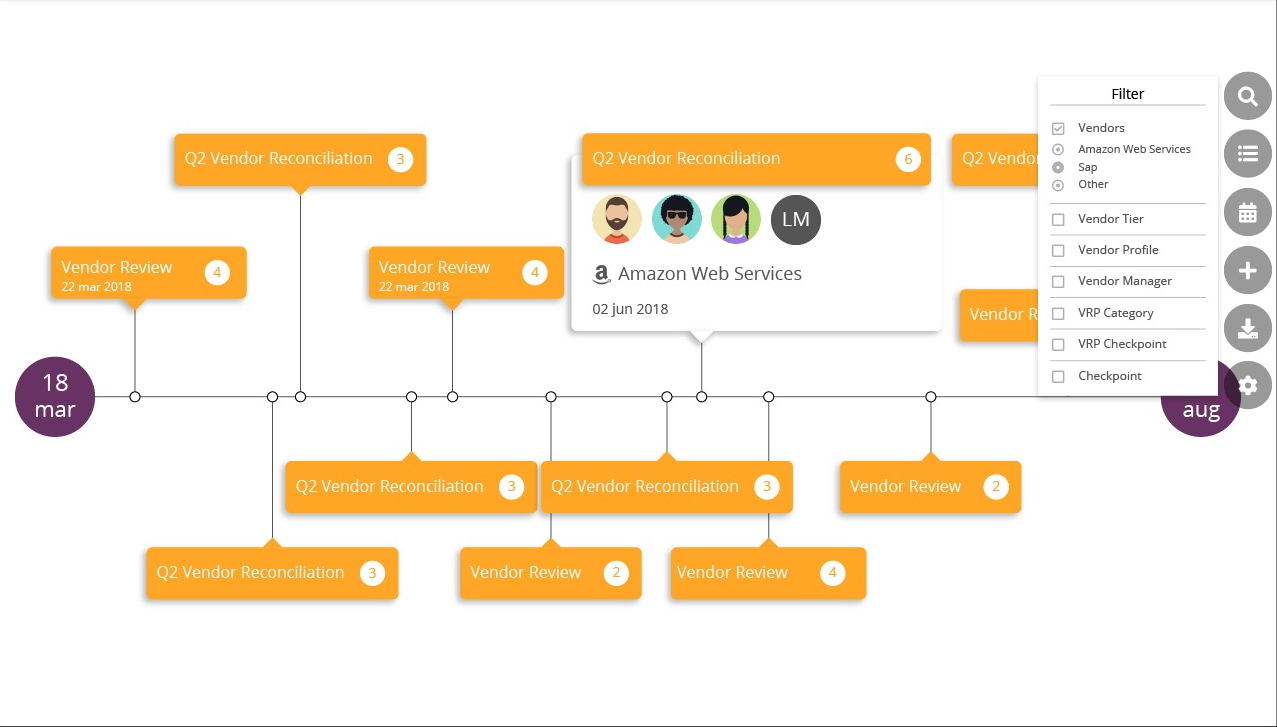 Filter
Q2 Vendor Reconciliation 3
Q2 Vendor Reconciliation 6
Q2
Vendors
Amazon Web Services
Sap
Other
LM
Vendor Tier
Vendor Review 4
22 mar 2018
Vendor Review 4
22 mar 2018
a Amazon Web Services
Vendor Profile
Vendor Manager
02 jun 2018
Vendor
VRP Category
VRP Checkpoint
Checkpoint
18
mar
aug
Q2 Vendor Reconciliation 3
Q2 Vendor Reconciliation 3
Vendor Review 2
Q2 Vendor Reconciliation 3
Vendor Review 2
Vendor Review 4